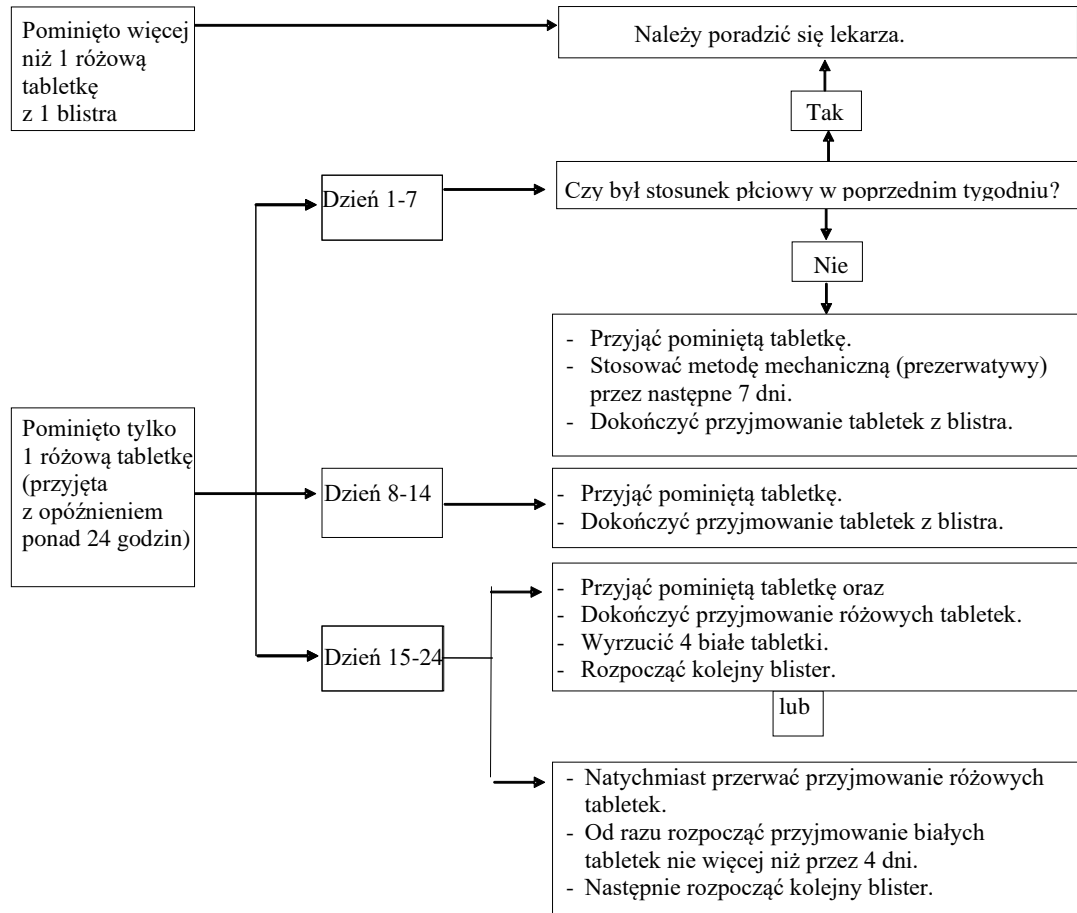 Pominięto więcej
niż 1 różową
tabletkę
z 1 blistra
Należy poradzić się lekarza.
Tak
Dzień 1-7
Czy był stosunek płciowy w poprzednim tygodniu?
Nie
- Przyjąć pominiętą tabletkę.
- Stosować metodę mechaniczną (prezerwatywy)
przez następne 7 dni.
- Dokończyć przyjmowanie tabletek z blistra.
Pominięto tylko
1 różową tabletkę
(przyjęta
z opóźnieniem
ponad 24 godzin)
Dzień 8-14
- Przyjąć pominiętą tabletkę.
- Dokończyć przyjmowanie tabletek z blistra.
Dzień 15-24
- Przyjąć pominiętą tabletkę oraz
- Dokończyć przyjmowanie różowych tabletek.
- Wyrzucić 4 białe tabletki.
- Rozpocząć kolejny blister.
lub
- Natychmiast przerwać przyjmowanie różowych
tabletek.
- Od razu rozpocząć przyjmowanie białych
tabletek nie więcej niż przez 4 dni.
- Następnie rozpocząć kolejny blister.